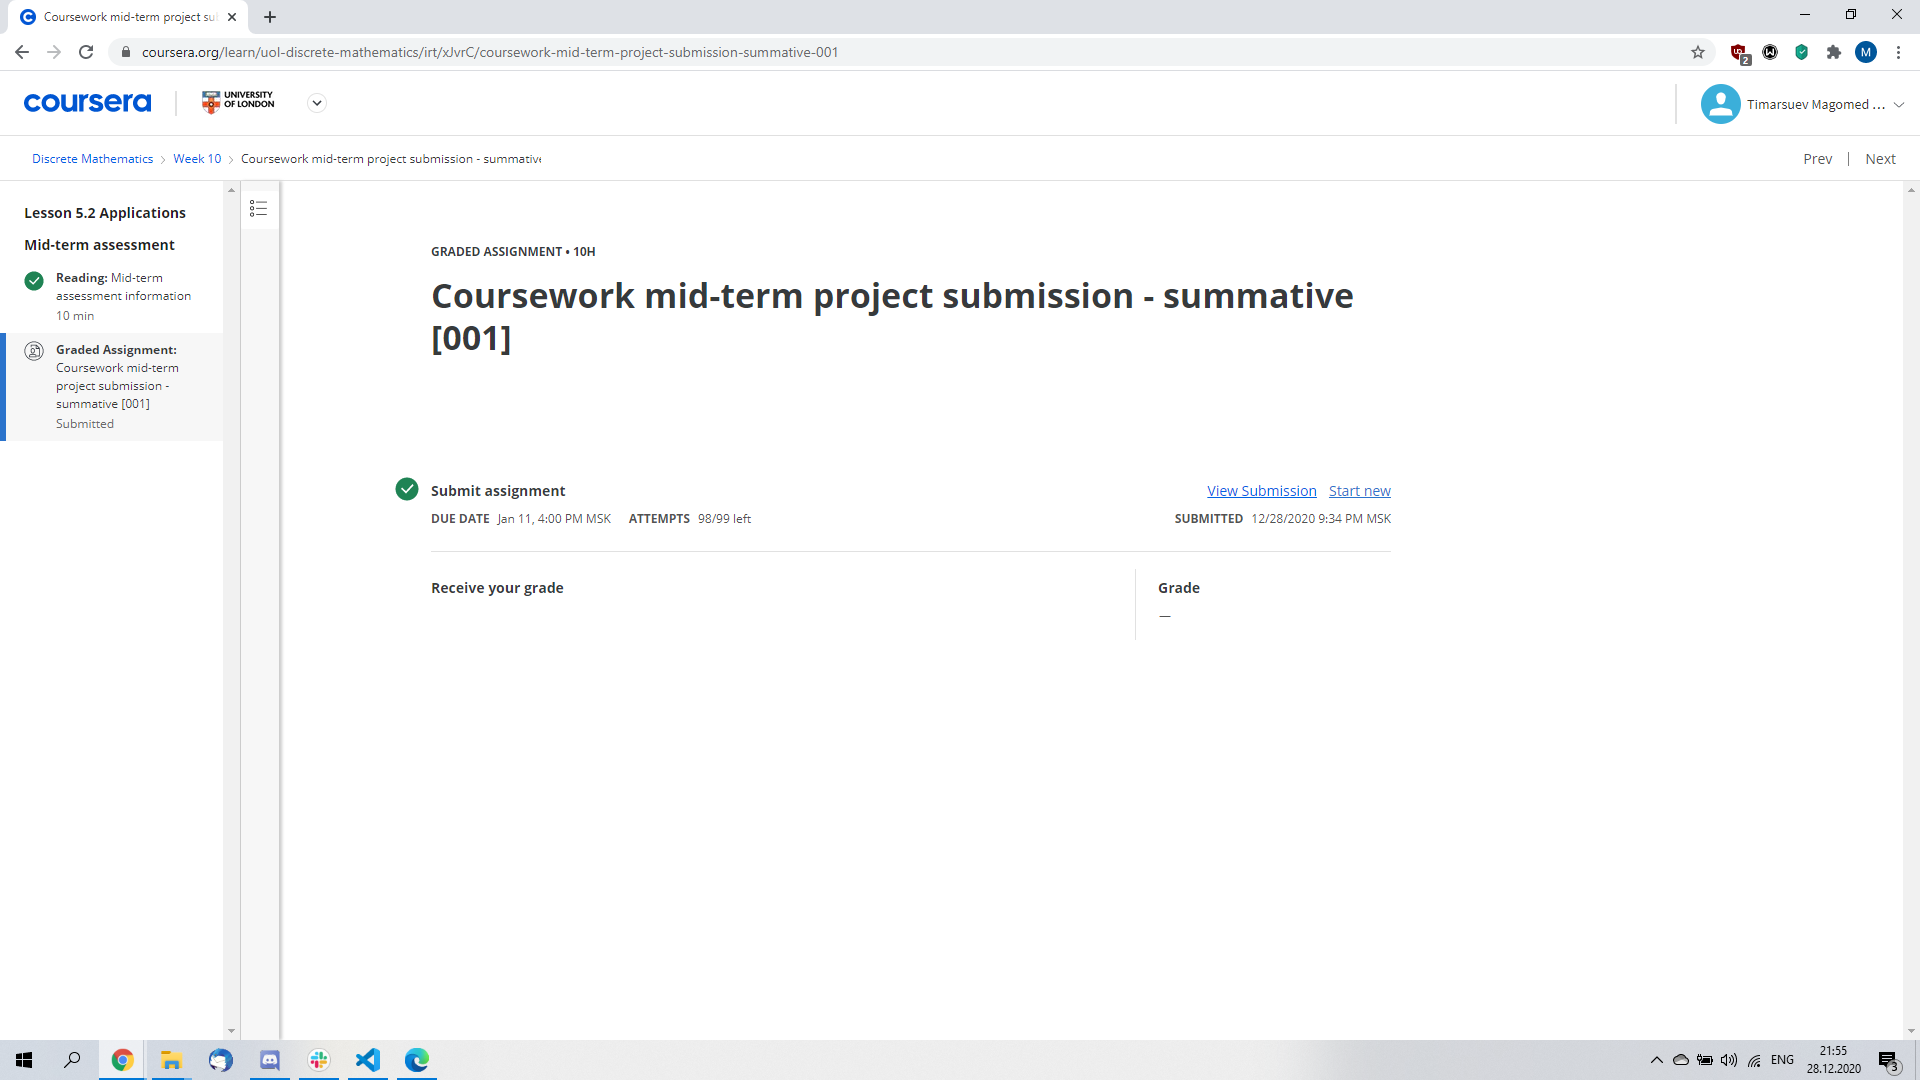 Coursework mid-term project su
coursera.org/learn/uol-discrete-mathematics/irt/xJvrC/coursework-mid-term-project-submission-summative-001
2
M
coursera
UNIVERSITY
OF LONDON
Timarsuev Magomed ...
Discrete Mathematics
Week 10
Coursework mid-term project submission - summative
Prev
Next
Lesson 5.2 Applications
Mid-term assessment
Reading: Mid-term
assessment information
10 min
Graded Assignment:
Coursework mid-term
project submission -
summative [001]
Submitted
GRADED ASSIGNMENT • 10H
Coursework mid-term project submission - summative
[001]
Submit assignment
View Submission
Start new
DUE DATE Jan 11, 4:00 PM MSK ATTEMPTS 98/99 left
SUBMITTED 12/28/2020 9:34 PM MSK
Receive your grade
Grade
—
ENG
21:55
28.12.2020
3